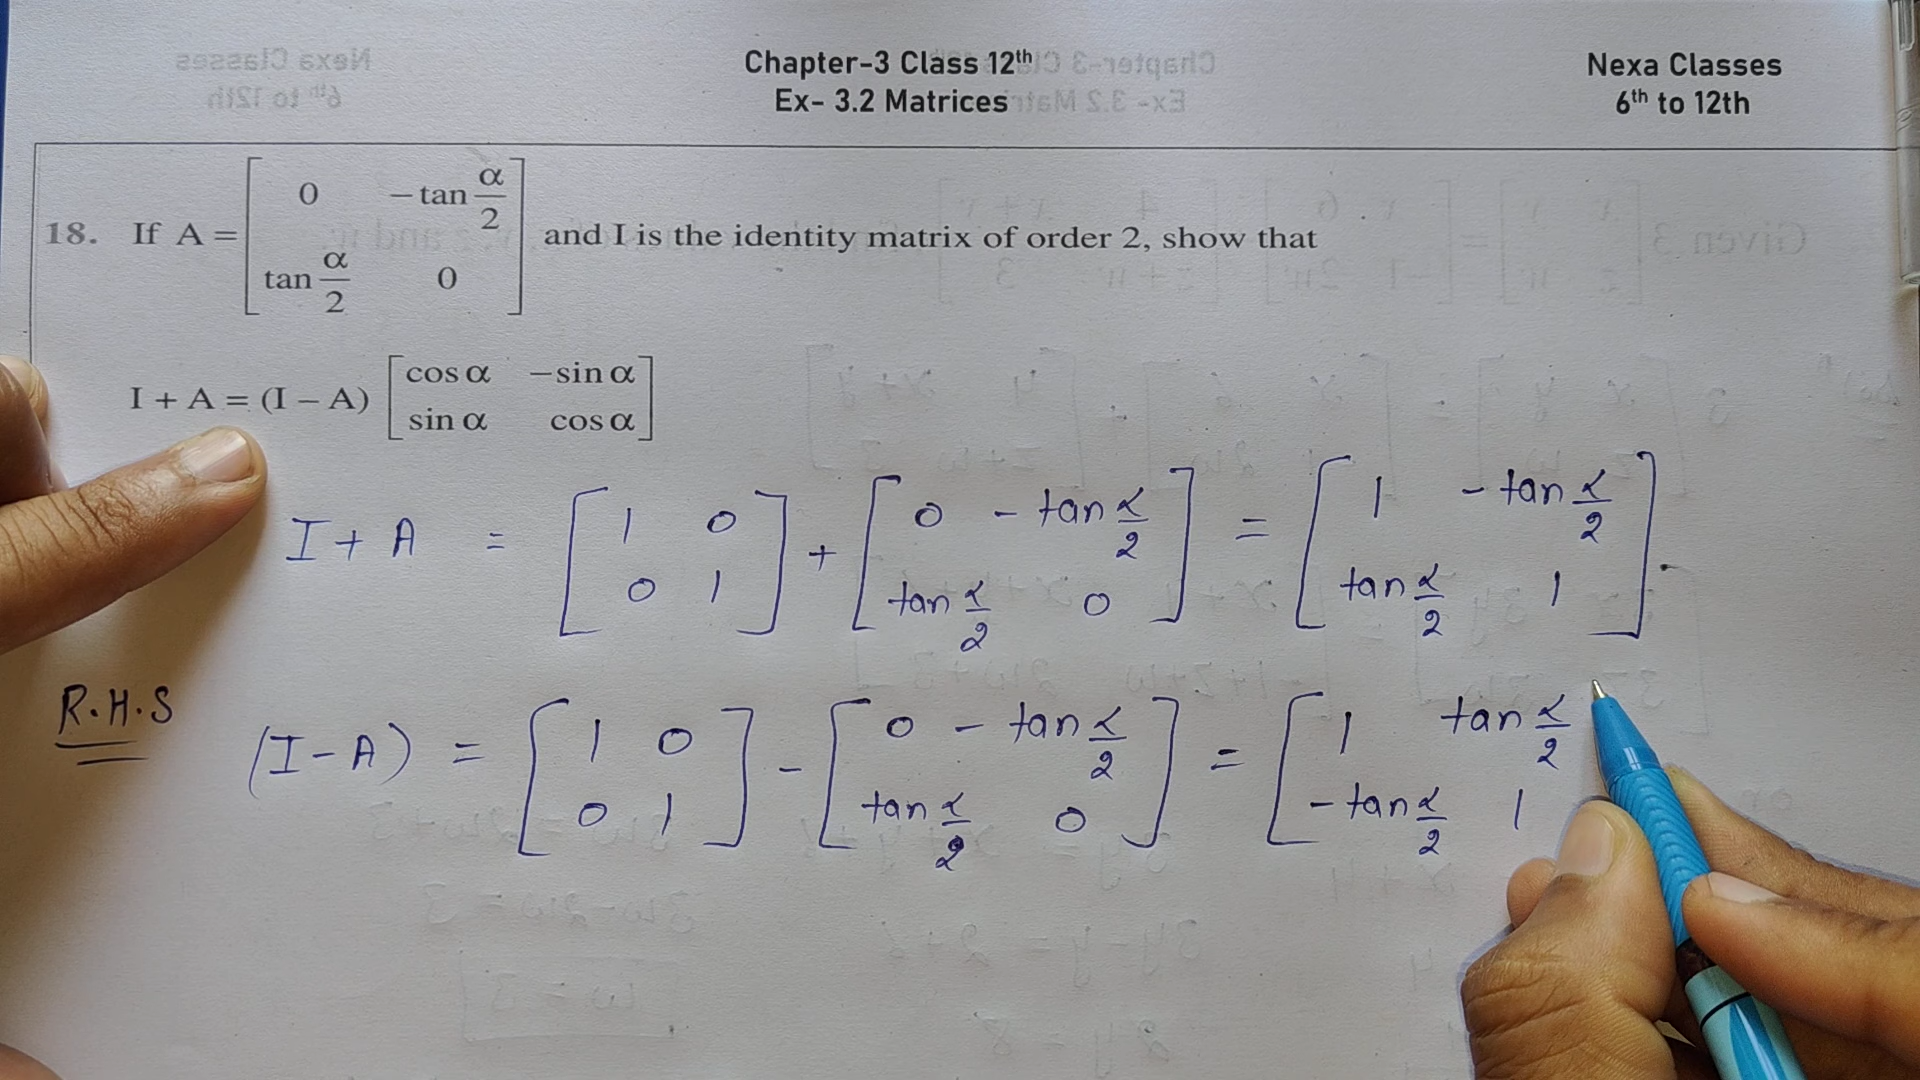 Chapter-3 Class 12th
Ex- 3.2 Matrices
Nexa Classes
6th to 12th
18. If A = [ 0 −tan α/2 ; tan α/2 0 ] and I is the identity matrix of order 2, show that
I + A = (I − A) [ cos α −sin α ; sin α cos α ]
I + A = [ 1 0 ; 0 1 ] + [ 0 - tan α/2 ; tan α/2 0 ] = [ 1 - tan α/2 ; tan α/2 1 ].
R.H.S
(I - A) = [ 1 0 ; 0 1 ] - [ 0 - tan α/2 ; tan α/2 0 ] = [ 1 tan α/2 ; - tan α/2 1